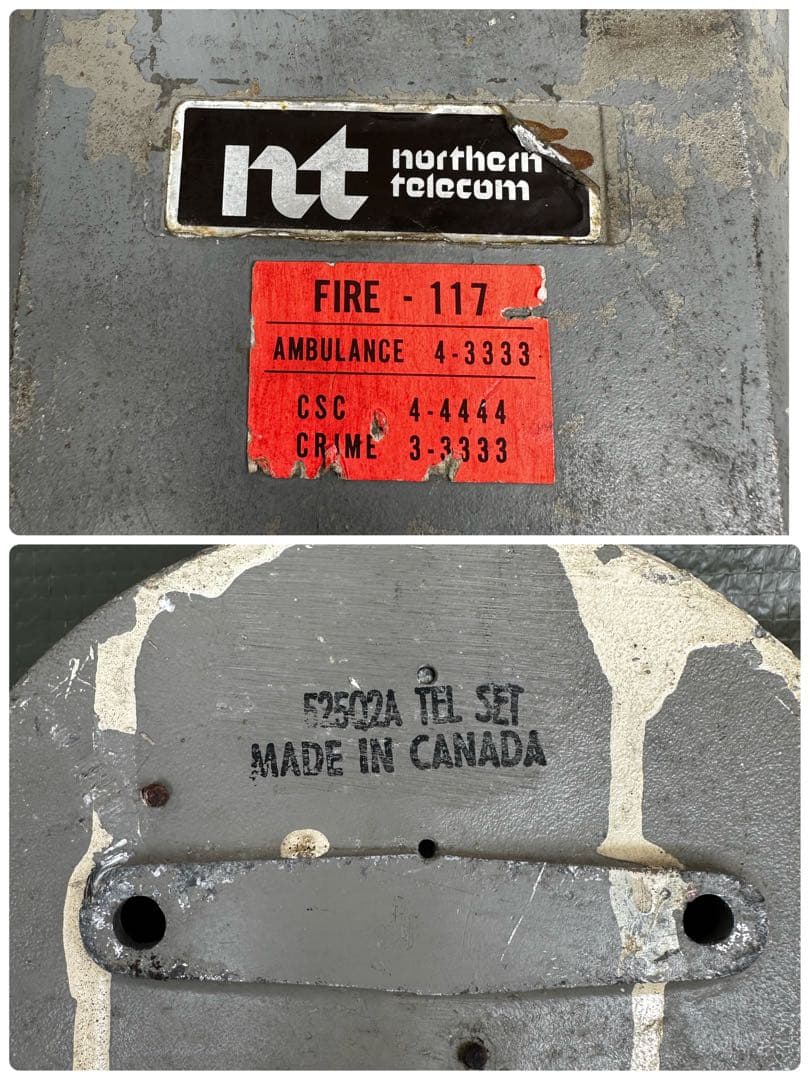 nt northern
telecom
FIRE - 117
AMBULANCE 4-3333
CSC 4-4444
CRIME 3-3333
52502A TEL SET
MADE IN CANADA